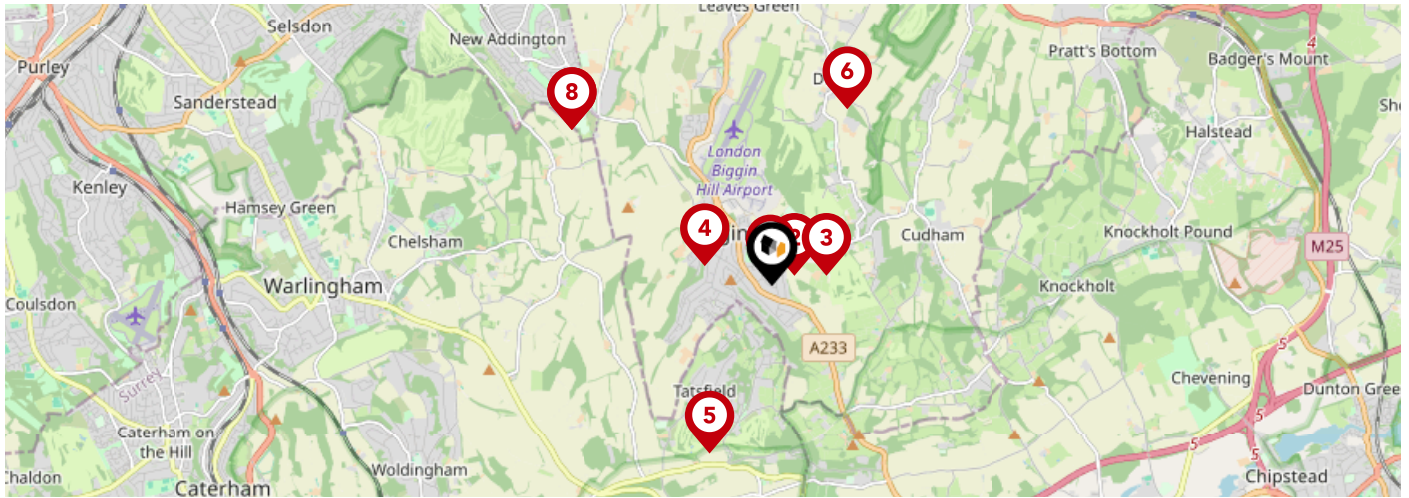 Leaves Green
Selsdon
New Addington
Pratt's Bottom
4
Badger's Mount
Purley
6
8
Sanderstead
Halstead
London
Biggin
Hill Airport
Kenley
Hamsey Green
4
3
Chelsham
Cudham
Knockholt Pound
M25
Warlingham
Knockholt
Coulsdon
A233
5
Surrey
Chevening
Tatsfield
5
5
Caterham on
the Hill
5
5
Woldingham
Chaldon
Caterham
Chipstead